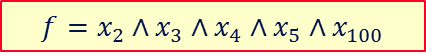 f = x₂ ∧ x₃ ∧ x₄ ∧ x₅ ∧ x₁₀₀